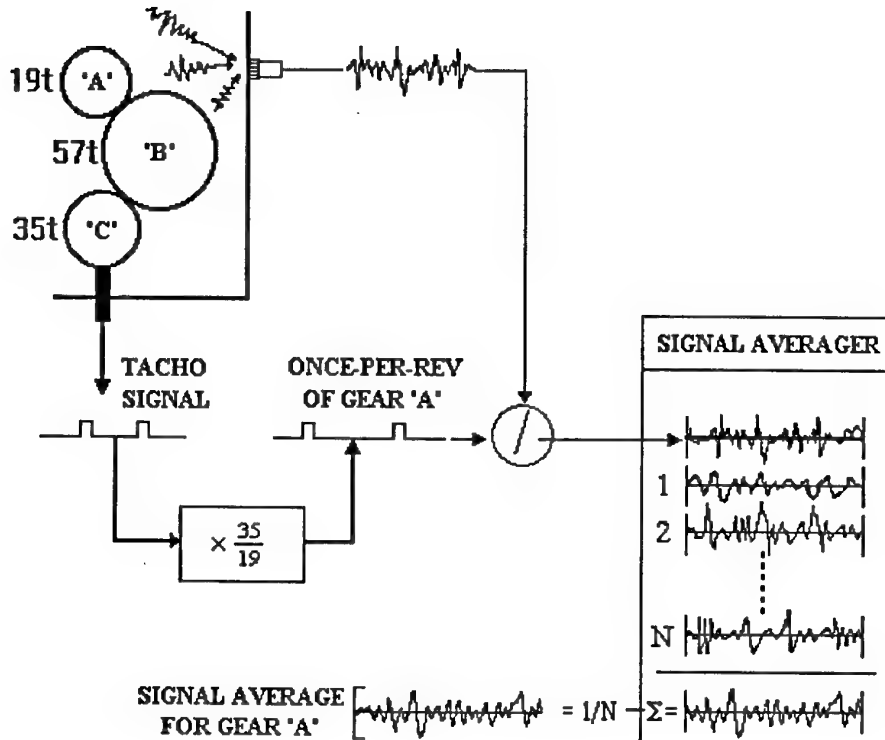 19t
"A"
57t
"B"
35t
"C"
TACHO
SIGNAL
ONCE-PER-REV
OF GEAR "A"
× 35/19
SIGNAL AVERAGER
1
2
N
SIGNAL AVERAGE
FOR GEAR "A"
= 1/N
Σ=